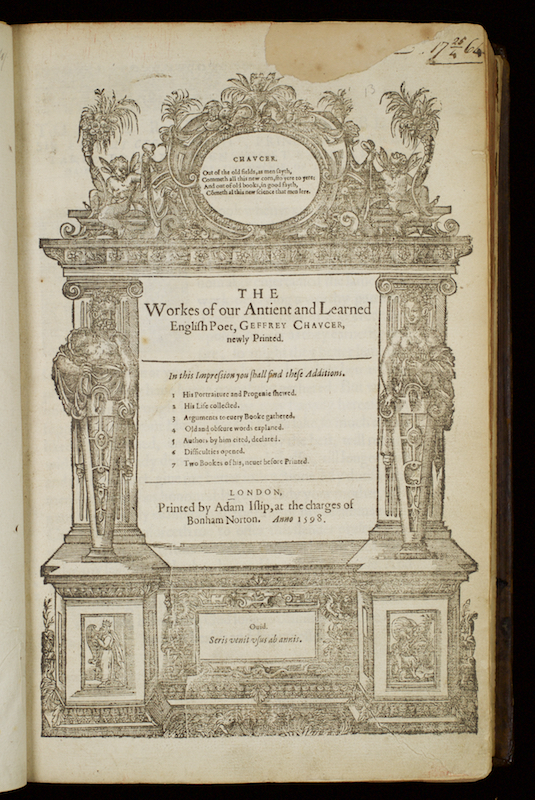 17 25/4 6
13
CHAVCER.
Out of the old fields, as men sayth,
Commeth all this new corn, fro yere to yere:
And out of old books, in good fayth,
Cometh al this new science that men lere.
THE
Workes of our Antient and Learned
Engliſh Poet, GEFFREY CHAVCER,
newly Printed.
In this Impreſsion you ſhall find theſe Additions.
1 His Portraiture and Progenie ſhewed.
2 His Life collected.
3 Arguments to euery Booke gathered.
4 Old and obſcure words explaned.
5 Authors by him cited, declared.
6 Difficulties opened.
7 Two Bookes of his, neuer before Printed.
LONDON,
Printed by Adam Iſlip, at the charges of
Bonham Norton. Anno 1598.
Ouid.
Seris venit vſus ab annis.